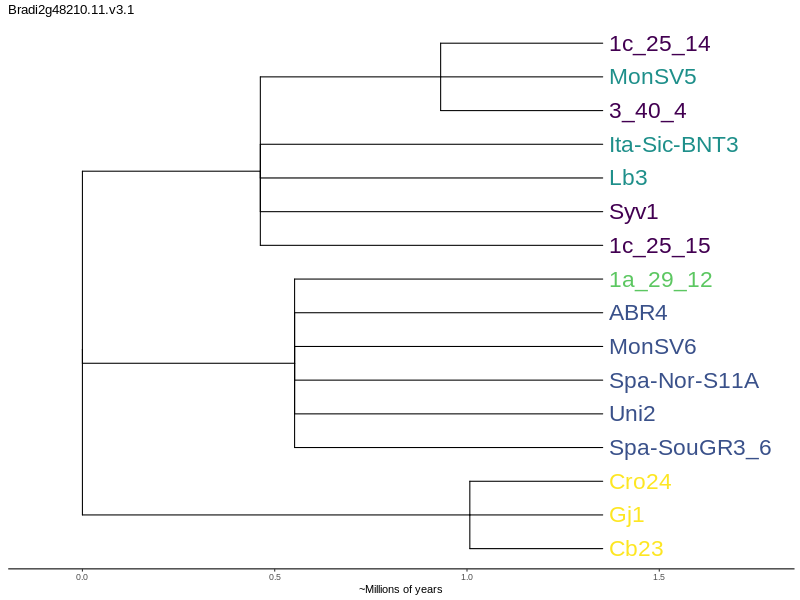 Bradi2g48210.11.v3.1
1c_25_14
MonSV5
3_40_4
Ita-Sic-BNT3
Lb3
Syv1
1c_25_15
1a_29_12
ABR4
MonSV6
Spa-Nor-S11A
Uni2
Spa-SouGR3_6
Cro24
Gj1
Cb23
0.0 0.5 1.0 1.5
~Millions of years